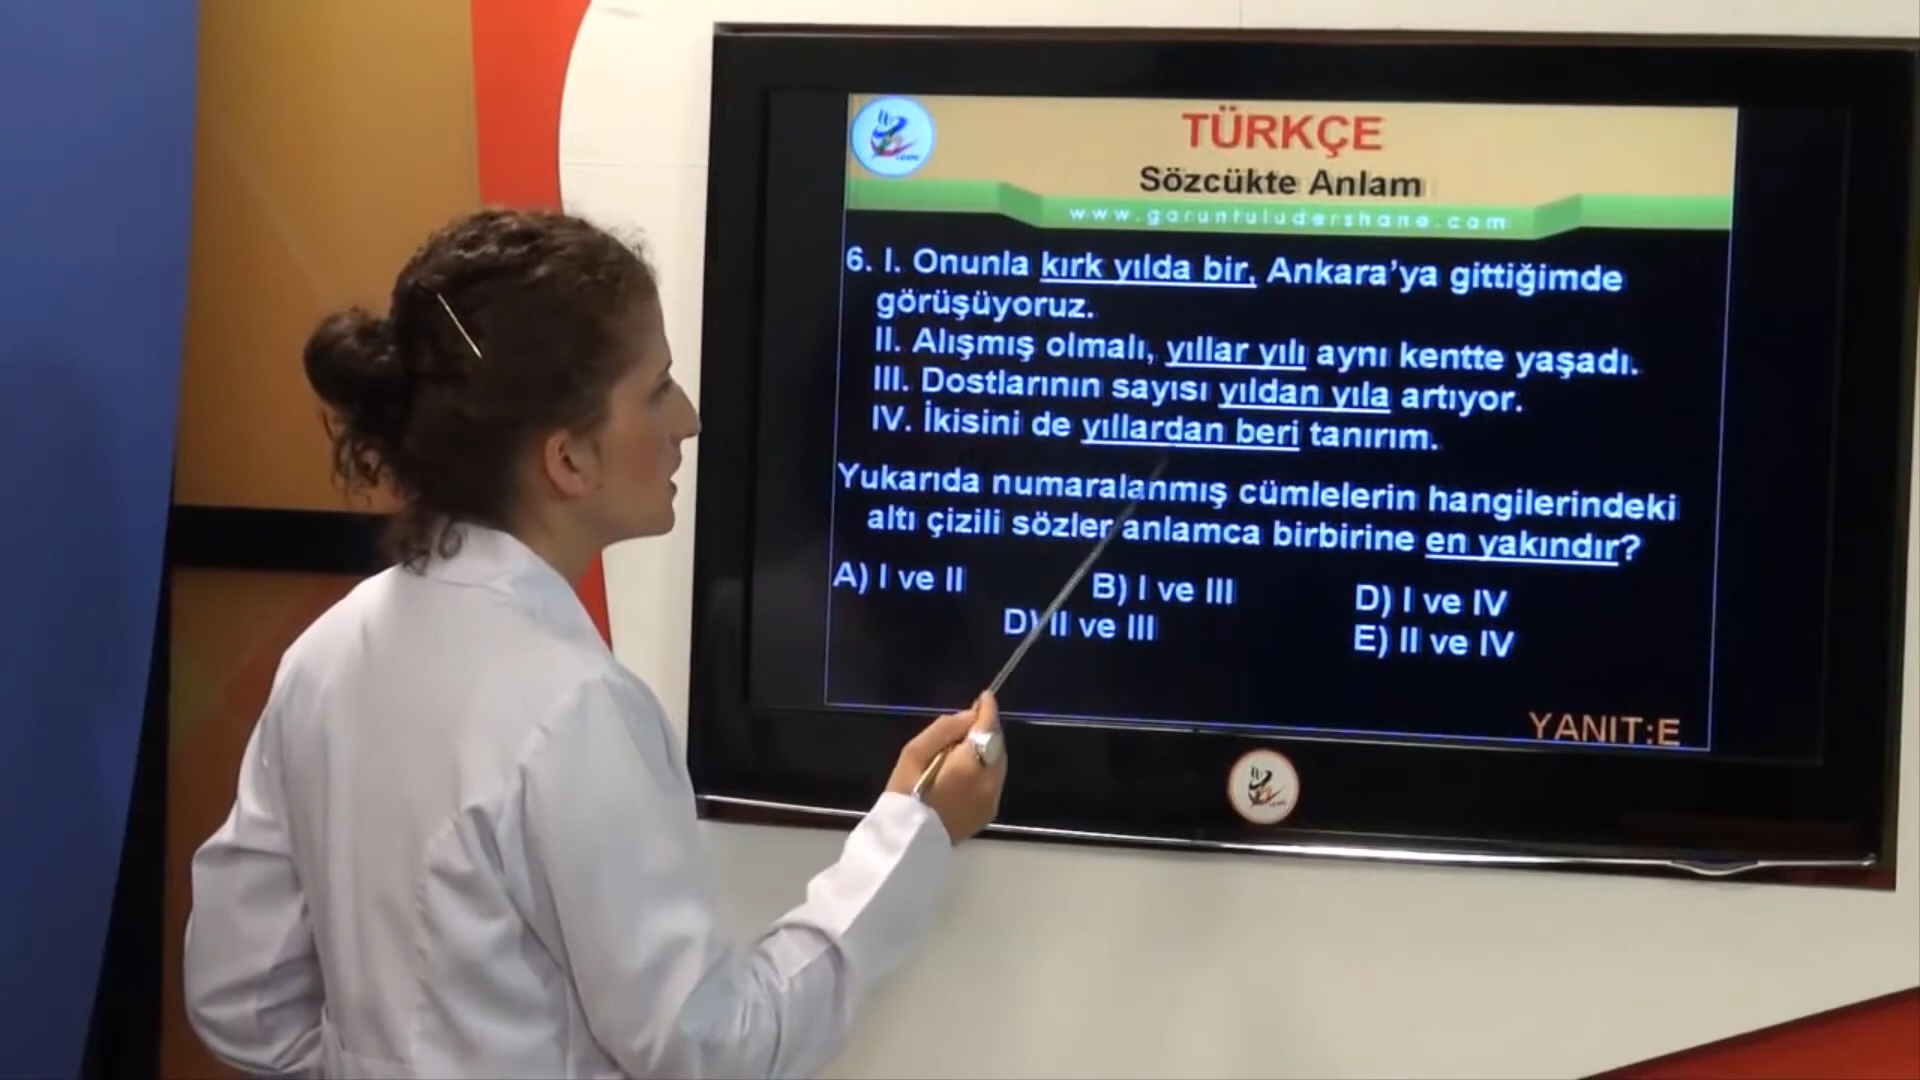 TÜRKÇE
Sözcükte Anlam
www.goruntuludershane.com
6. I. Onunla kırk yılda bir, Ankara'ya gittiğimde
görüşüyoruz.
II. Alışmış olmalı, yıllar yılı aynı kentte yaşadı.
III. Dostlarının sayısı yıldan yıla artıyor.
IV. İkisini de yıllardan beri tanırım.
Yukarıda numaralanmış cümlelerin hangilerindeki
altı çizili sözler anlamca birbirine en yakındır?
A) I ve II B) I ve III D) I ve IV
D) II ve III E) II ve IV
YANIT:E